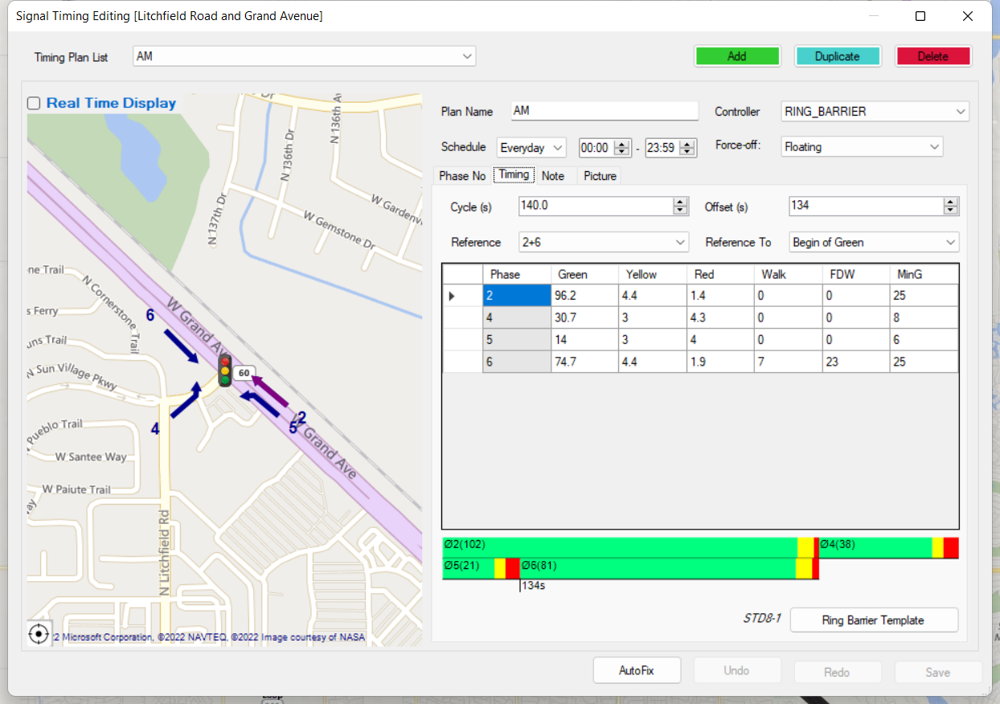 Signal Timing Editing [Litchfield Road and Grand Avenue]
Timing Plan List
AM
Add
Duplicate
Delete
Real Time Display
Plan Name
AM
Controller
RING_BARRIER
Schedule
Everyday
00:00
-
23:59
Force-off:
Floating
Phase No
Timing
Note
Picture
Cycle (s)
140.0
Offset (s)
134
Reference
2+6
Reference To
Begin of Green
Phase Green Yellow Red Walk FDW MinG
2 96.2 4.4 1.4 0 0 25
4 30.7 3 4.3 0 0 8
5 14 3 4 0 0 6
6 74.7 4.4 1.9 7 23 25
Ø2(102)
Ø4(38)
Ø5(21)
Ø6(81)
134s
STD8-1
Ring Barrier Template
AutoFix
Undo
Redo
Save
N 136th Av
N 136th Dr
N 137th Dr
W Gardenv
W Gemstone Dr
ne Trail
N Cornerstone Trail
s Ferry
uns Trail
N Sun Village Pkwy
W Grand Ave
6
60
4
2
5
W Grand Ave
Pueblo Trail
W Santee Way
W Paiute Trail
N Litchfield Rd
2 Microsoft Corporation, ©2022 NAVTEQ, ©2022 Image courtesy of NASA